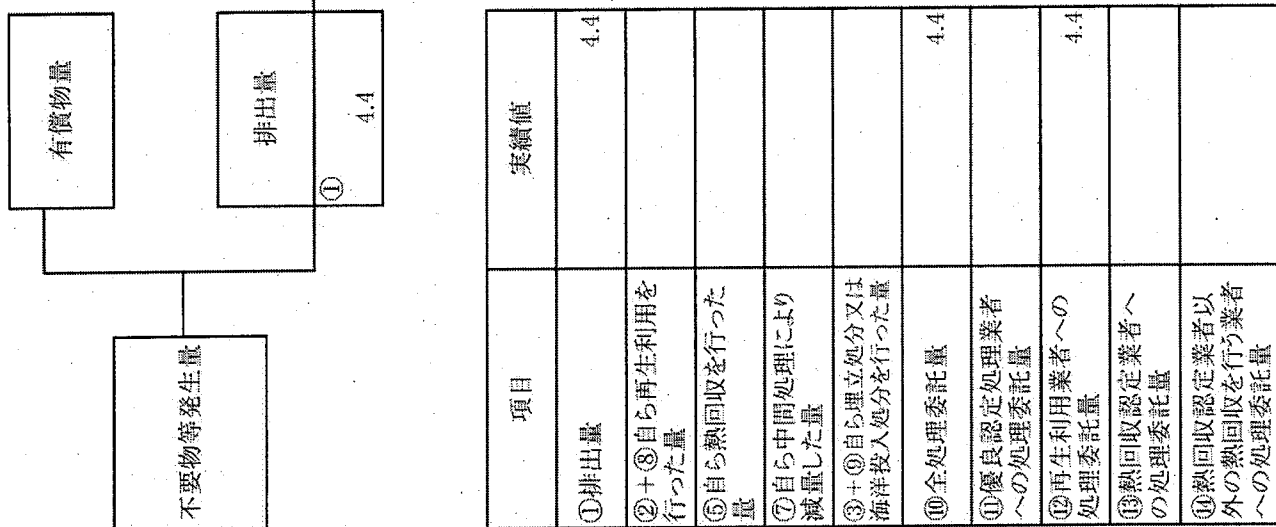 有償物量
不要物等発生量
排出量
①
4.4
項目
実績値
①排出量
4.4
②+⑧自ら再生利用を
行った量
⑤自ら熱回収を行った
量
⑦自ら中間処理により
減量した量
③+⑨自ら埋立処分又は
海洋投入処分を行った量
⑩全処理委託量
4.4
⑪優良認定処理業者
への処理委託量
⑫再生利用業者への
処理委託量
4.4
⑬熱回収認定業者へ
の処理委託量
⑭熱回収認定業者以
外の熱回収を行う業者
への処理委託量